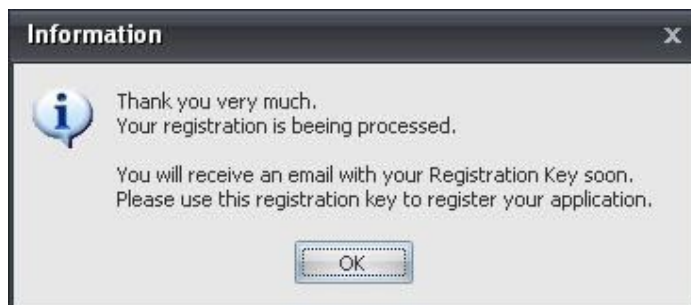 Information
Thank you very much.
Your registration is beeing processed.
You will receive an email with your Registration Key soon.
Please use this registration key to register your application.
OK